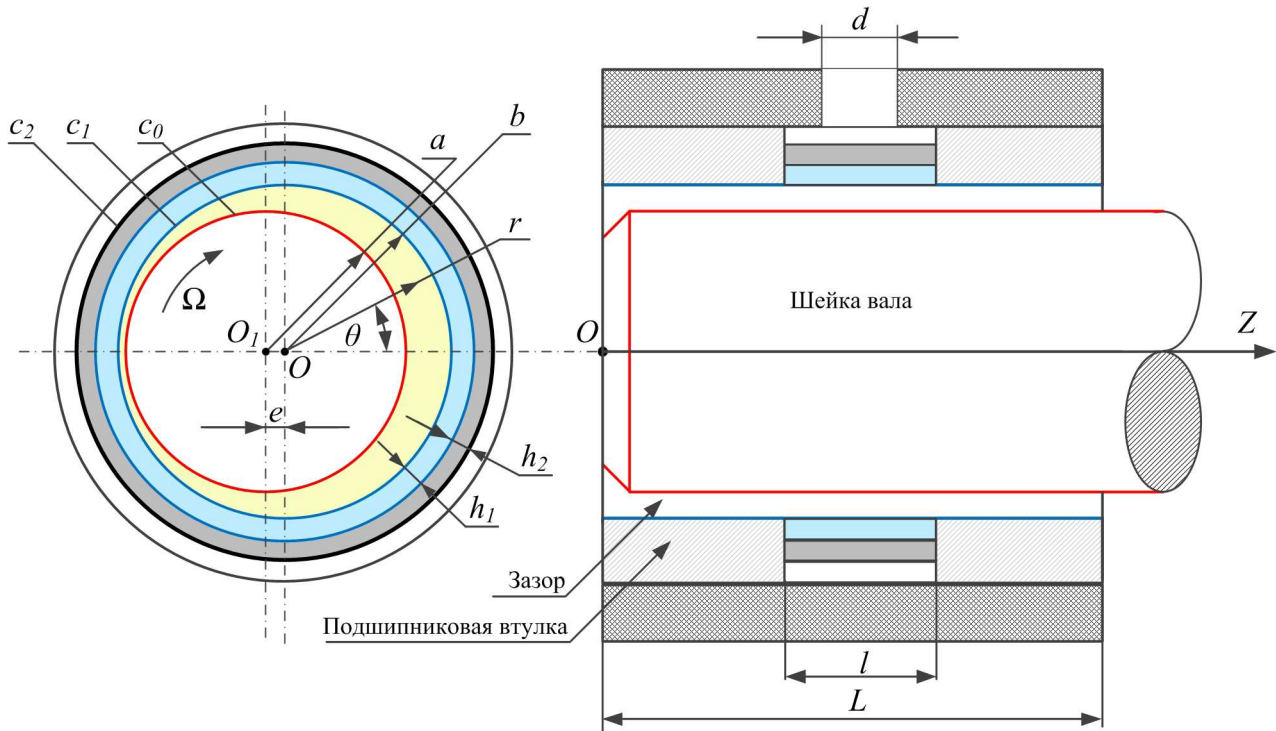 c₂
c₁
c₀
a
b
r
Ω
O₁
O
θ
e
h₂
h₁
d
Шейка вала
O
Z
Зазор
Подшипниковая втулка
l
L